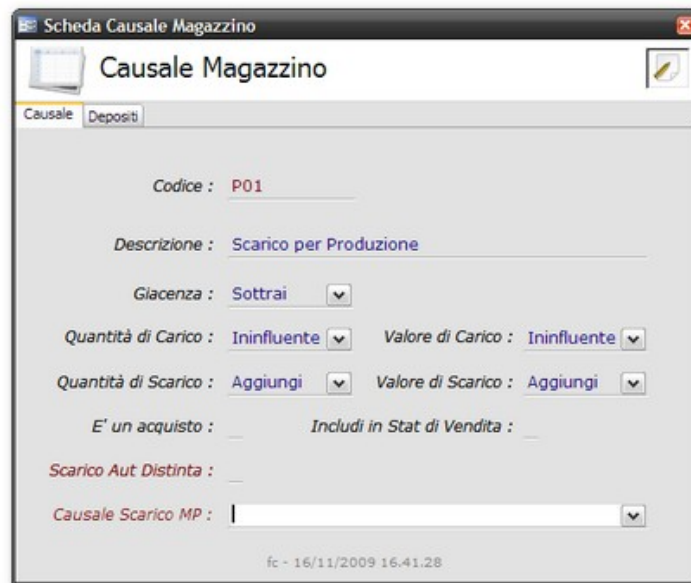 Scheda Causale Magazzino
Causale Magazzino
Causale Depositi
Codice : P01
Descrizione : Scarico per Produzione
Giacenza : Sottrai
Quantità di Carico : Ininfluente Valore di Carico : Ininfluente
Quantità di Scarico : Aggiungi Valore di Scarico : Aggiungi
E' un acquisto : Includi in Stat di Vendita :
Scarico Aut Distinta :
Causale Scarico MP :
fc - 16/11/2009 16.41.28